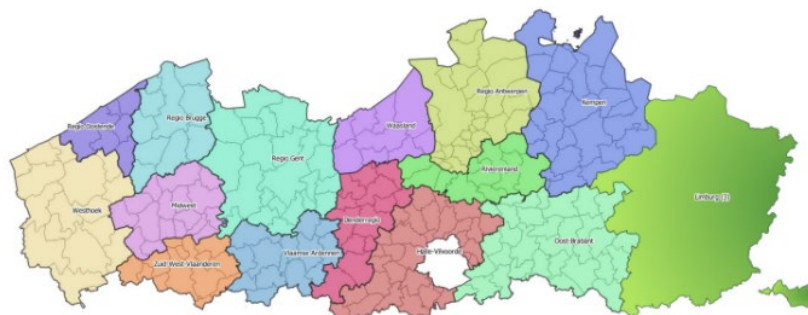 Regio Oostende
Regio Brugge
Regio Gent
Waasland
Regio Antwerpen
Kempen
Westhoek
Midwest
Zuid-West-Vlaanderen
Vlaamse Ardennen
Denderregio
Rivierenland
Halle-Vilvoorde
Oost-Brabant
Limburg (3)